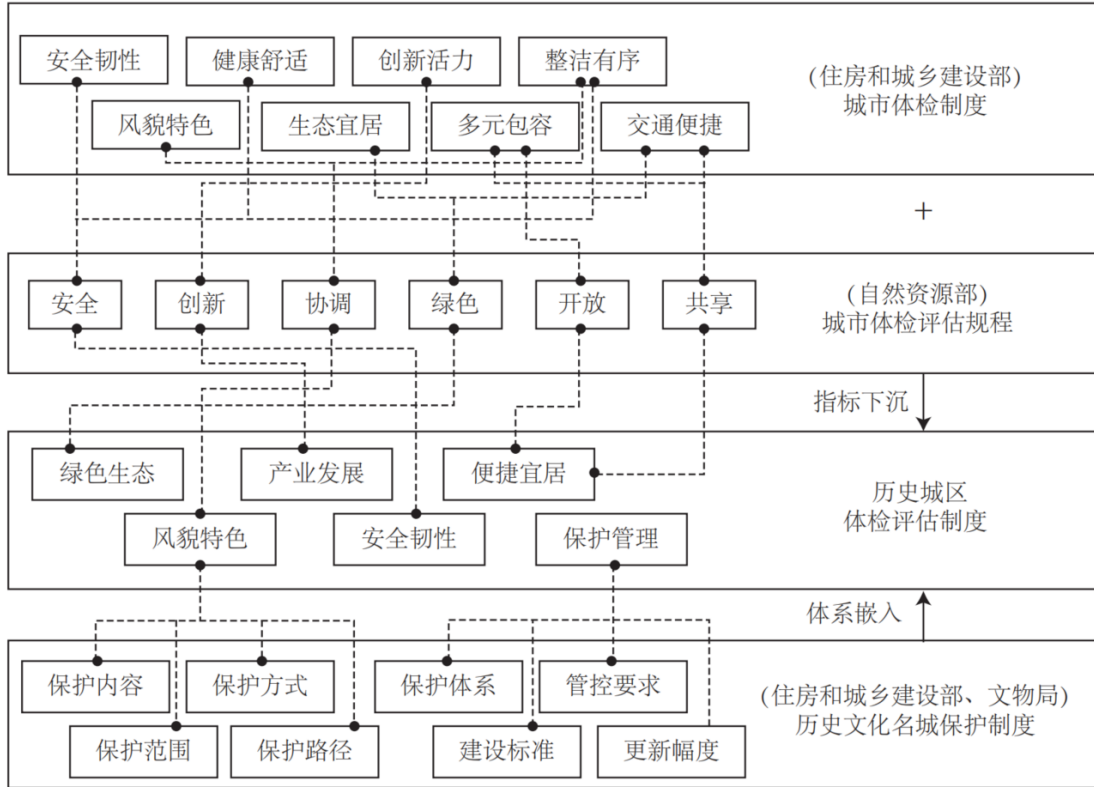 安全韧性
健康舒适
创新活力
整洁有序
风貌特色
生态宜居
多元包容
交通便捷
(住房和城乡建设部)
城市体检制度
+
安全
创新
协调
绿色
开放
共享
(自然资源部)
城市体检评估规程
指标下沉
绿色生态
产业发展
便捷宜居
风貌特色
安全韧性
保护管理
历史城区
体检评估制度
体系嵌入
保护内容
保护方式
保护体系
管控要求
保护范围
保护路径
建设标准
更新幅度
(住房和城乡建设部、文物局)
历史文化名城保护制度